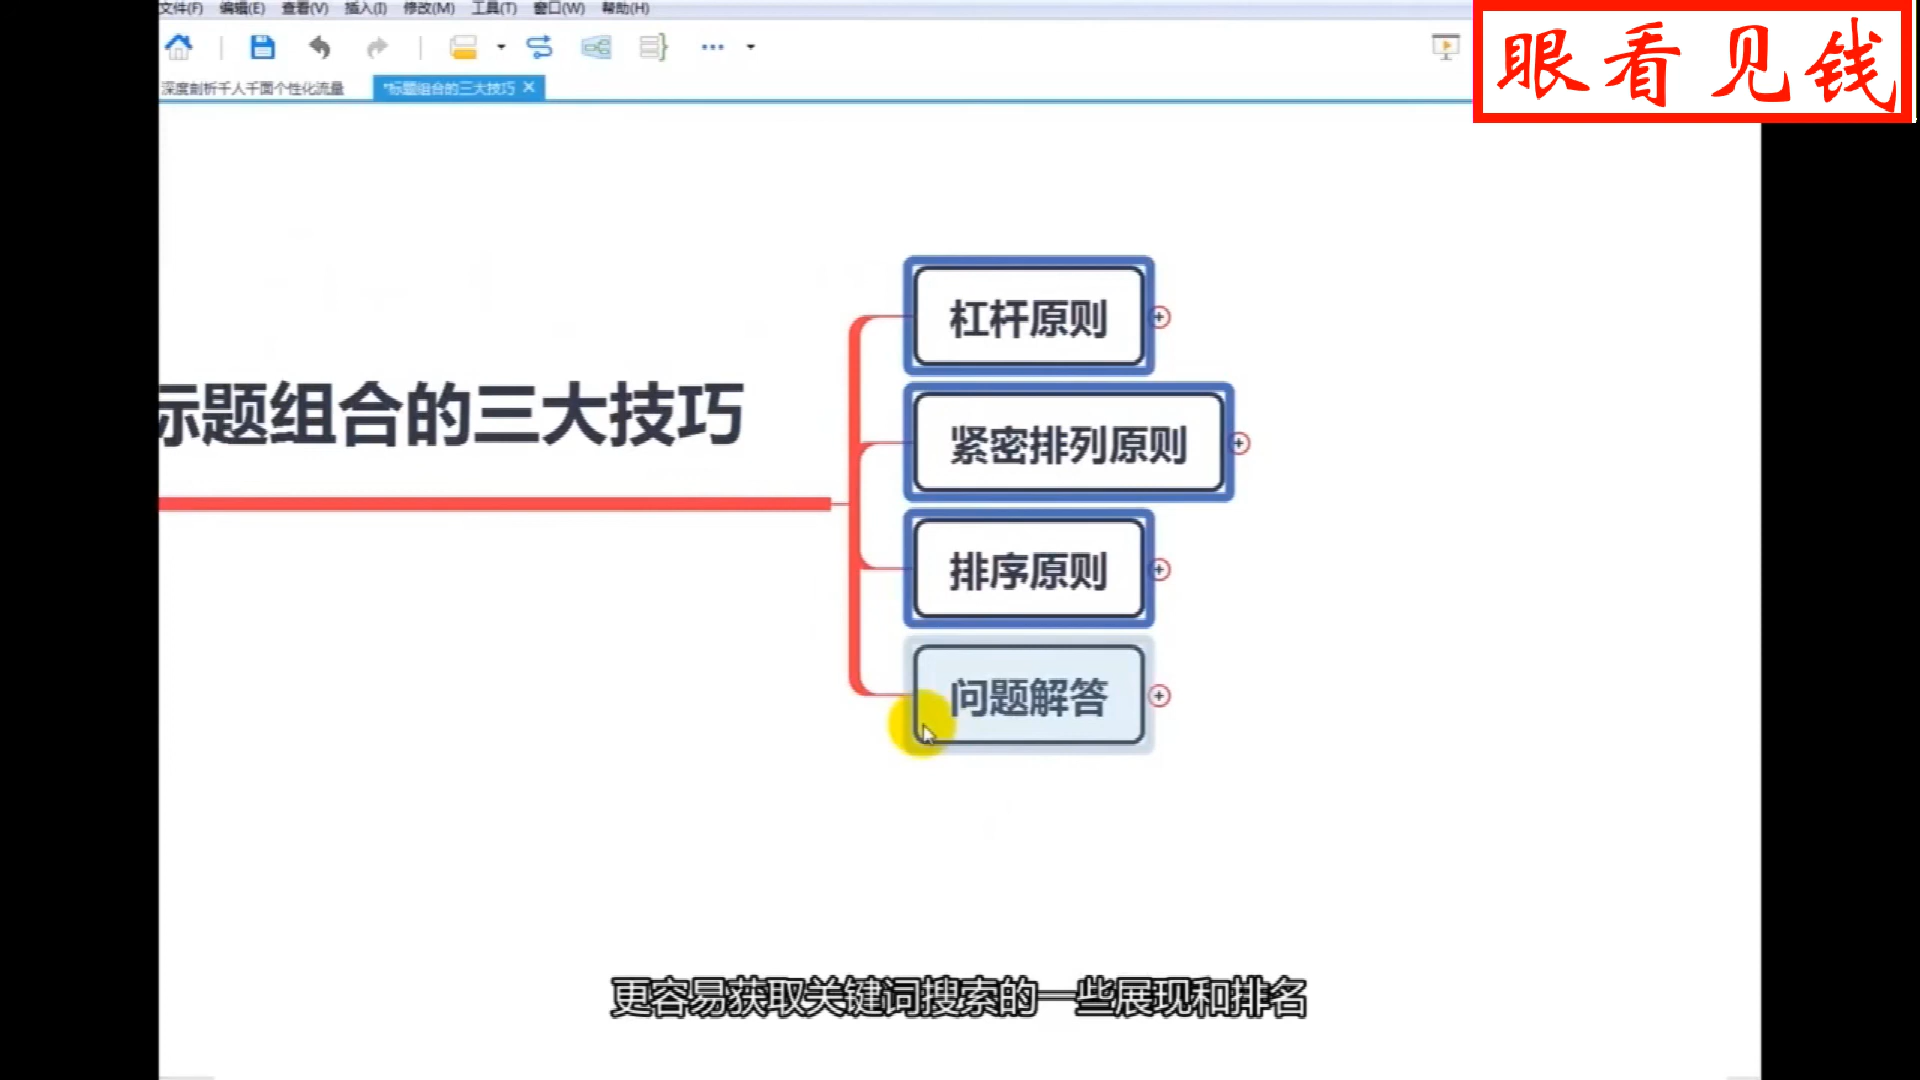 文件(F) 编辑(E) 查看(V) 插入(I) 修改(M) 工具(T) 窗口(W) 帮助(H)
眼看见钱
深度剖析千人千面个性化流量
*标题组合的三大技巧
杠杆原则
标题组合的三大技巧
紧密排列原则
排序原则
问题解答
更容易获取关键词搜索的一些展现和排名